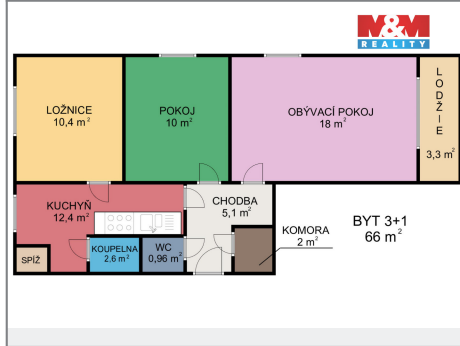 M&M
REALITY
LOŽNICE
10,4 m²
POKOJ
10 m²
OBÝVACÍ POKOJ
18 m²
LODŽIE
3,3 m²
KUCHYŇ
12,4 m²
CHODBA
5,1 m²
SPÍŽ
KOUPELNA
2.6 m²
WC
0,96 m²
KOMORA
2 m²
BYT 3+1
66 m²